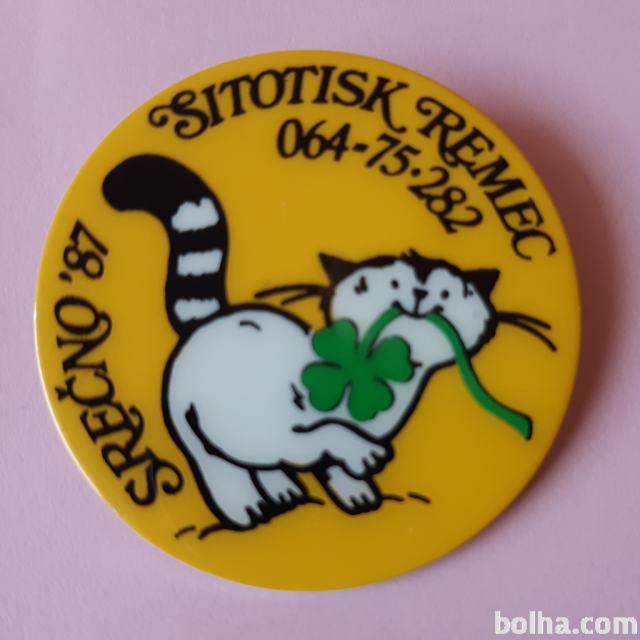 SITOTISK REMEC
064-75-282
SREČNO '87
bolha.com